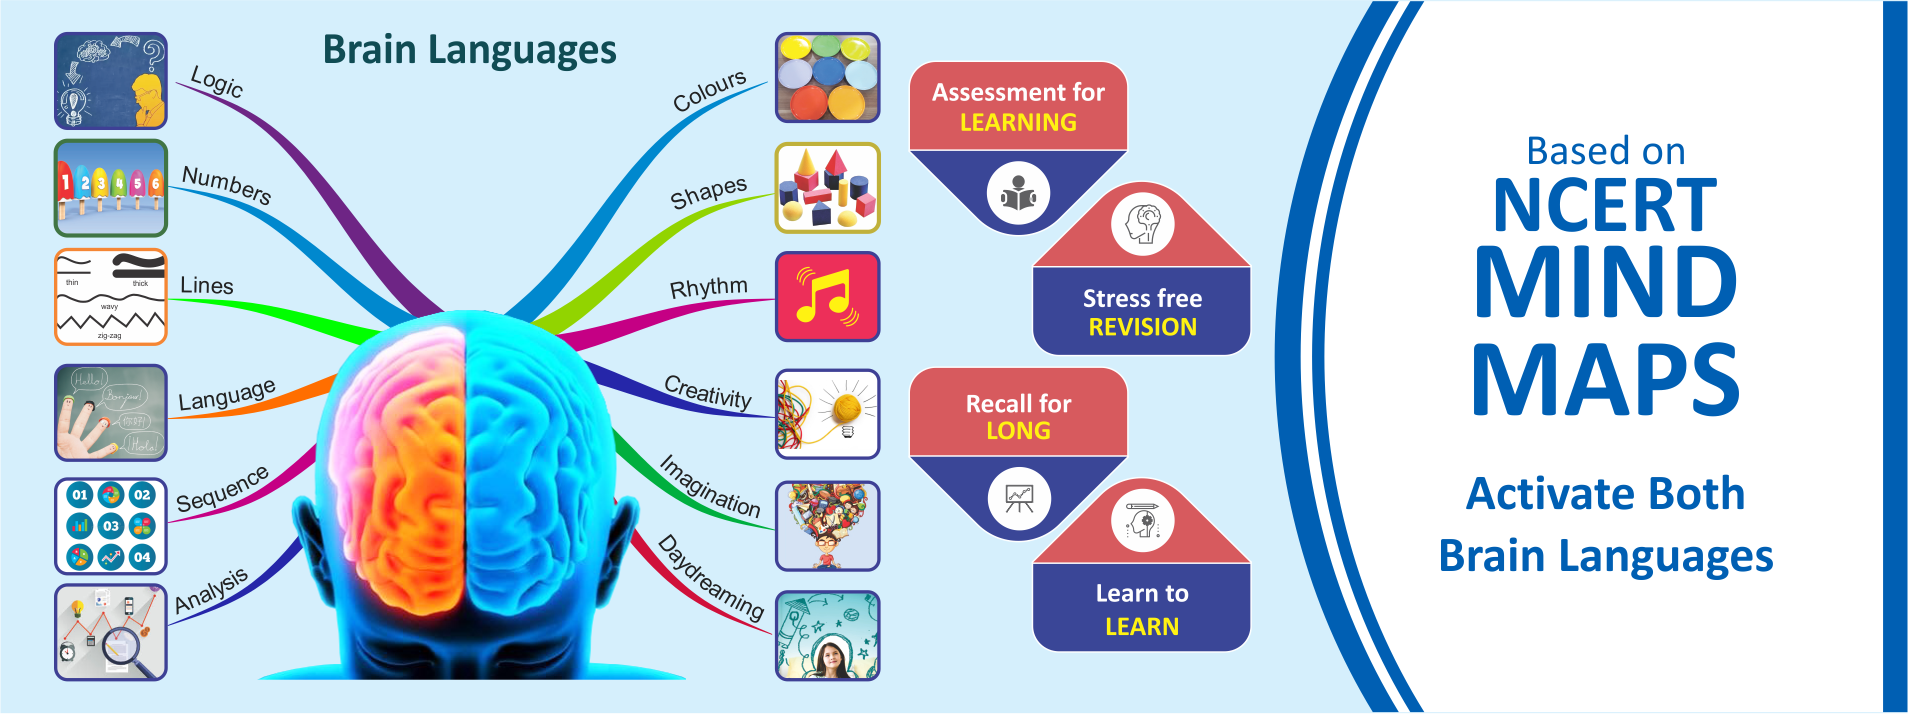 Brain Languages
Logic
Numbers
1 2 3 4 5 6
Lines
thin
thick
wavy
zig-zag
Language
Hello!
Bonjour!
¡Hola!
Sequence
01
02
03
04
Analysis
Colours
Shapes
Rhythm
Creativity
Imagination
Daydreaming
Assessment for
LEARNING
Stress free
REVISION
Recall for
LONG
Learn to
LEARN
Based on
NCERT
MIND
MAPS
Activate Both
Brain Languages